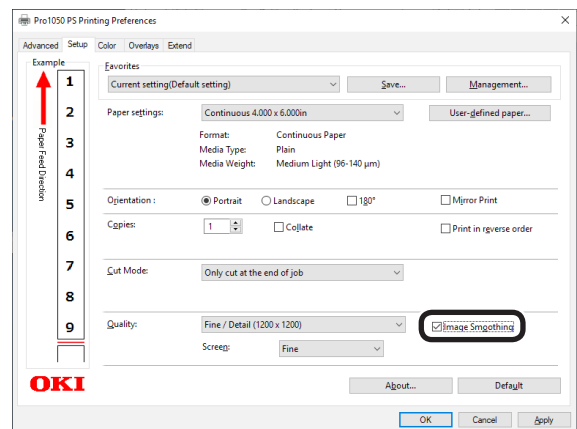 Pro1050 PS Printing Preferences
Advanced Setup Color Overlays Extend
Example
1
2
3
4
5
6
7
8
9
Paper Feed Direction
OKI
Favorites
Current setting(Default setting) Save... Management...
Paper settings: Continuous 4.000 x 6.000in User-defined paper...
Format: Continuous Paper
Media Type: Plain
Media Weight: Medium Light (96-140 μm)
Orientation : Portrait Landscape 180° Mirror Print
Copies: 1 Collate Print in reverse order
Cut Mode: Only cut at the end of job
Quality: Fine / Detail (1200 x 1200) Image Smoothing
Screen: Fine
About... Default
OK Cancel Apply